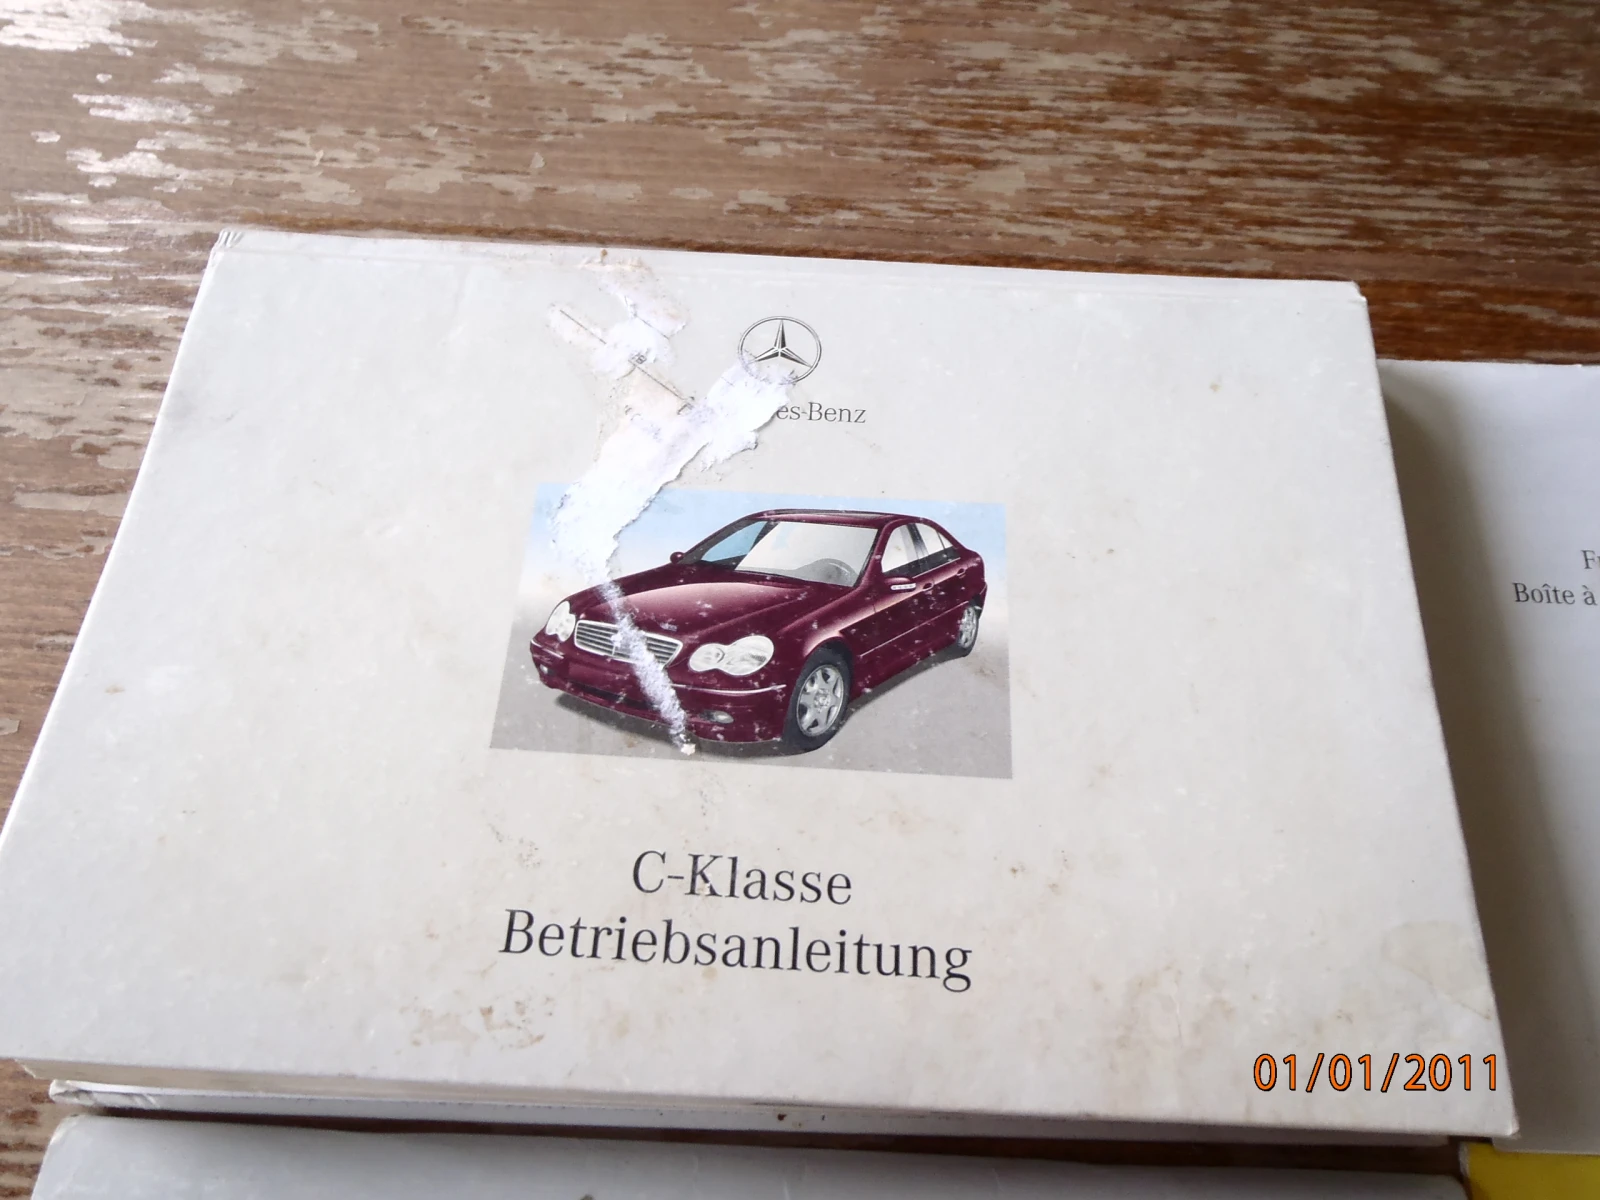 es-Benz
C-Klasse
Betriebsanleitung
Boîte à
01/01/2011